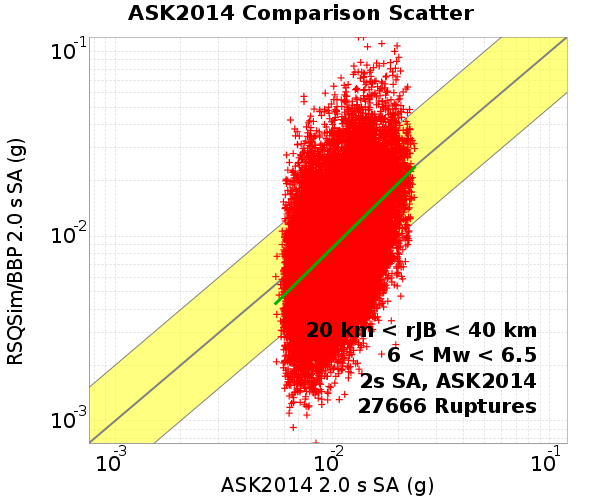 ASK2014 Comparison Scatter
RSQSim/BBP 2.0 s SA (g)
10-1
10-2
10-3
20 km < rJB < 40 km
6 < Mw < 6.5
2s SA, ASK2014
27666 Ruptures
10-3 10-2 10-1
ASK2014 2.0 s SA (g)